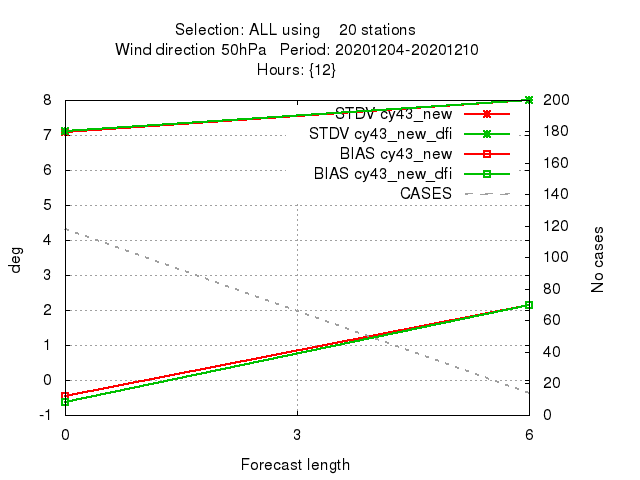 Selection: ALL using    20 stations
Wind direction 50hPa   Period: 20201204-20201210
Hours: {12}
8
7
6
5
4
3
2
1
0
-1
deg
STDV cy43_new
STDV cy43_new_dfi
BIAS cy43_new
BIAS cy43_new_dfi
CASES
200
180
160
140
120
100
80
60
40
20
0
No cases
0 3 6
Forecast length